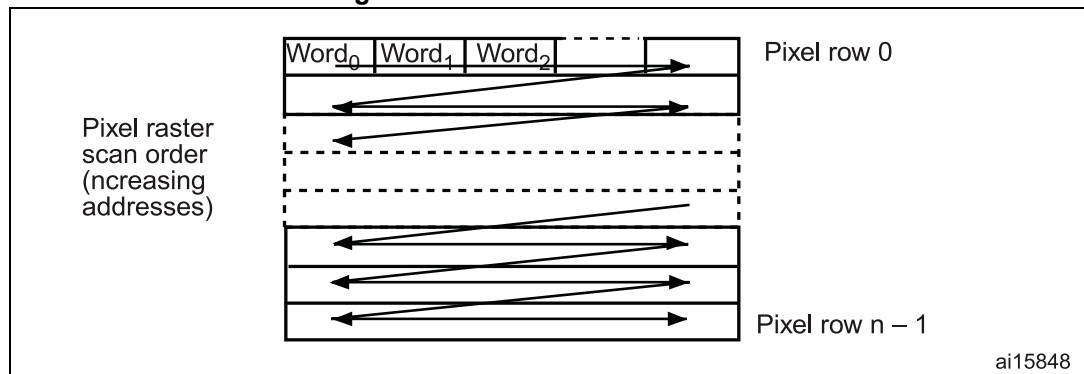 Word0 Word1 Word2
Pixel row 0
Pixel raster
scan order
(ncreasing
addresses)
Pixel row n – 1
ai15848